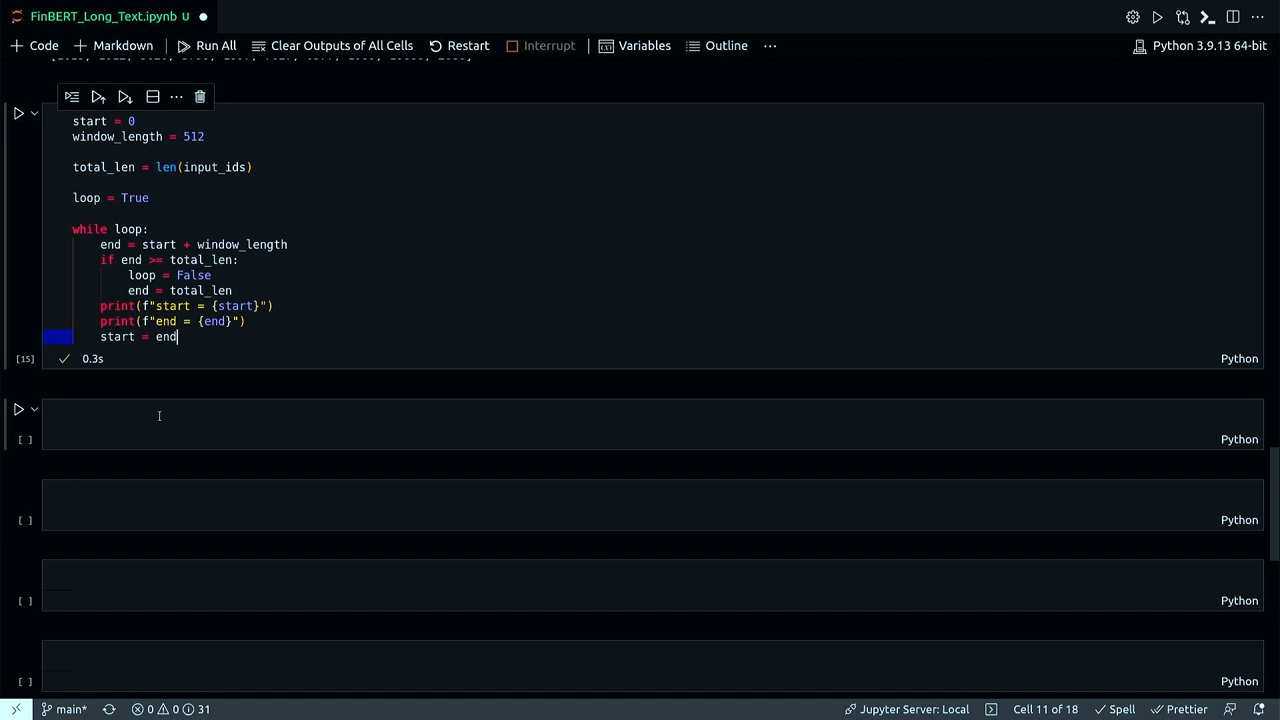 FinBERT_Long_Text.ipynb U
Code
Markdown
Run All
Clear Outputs of All Cells
Restart
Interrupt
Variables
Outline
Python 3.9.13 64-bit
start = 0
window_length = 512
total_len = len(input_ids)
loop = True
while loop:
end = start + window_length
if end >= total_len:
loop = False
end = total_len
print(f"start = {start}")
print(f"end = {end}")
start = end
[15]
0.3s
Python
[ ]
Python
[ ]
Python
[ ]
Python
[ ]
Python
main*
0
0
31
Jupyter Server: Local
Cell 11 of 18
Spell
Prettier